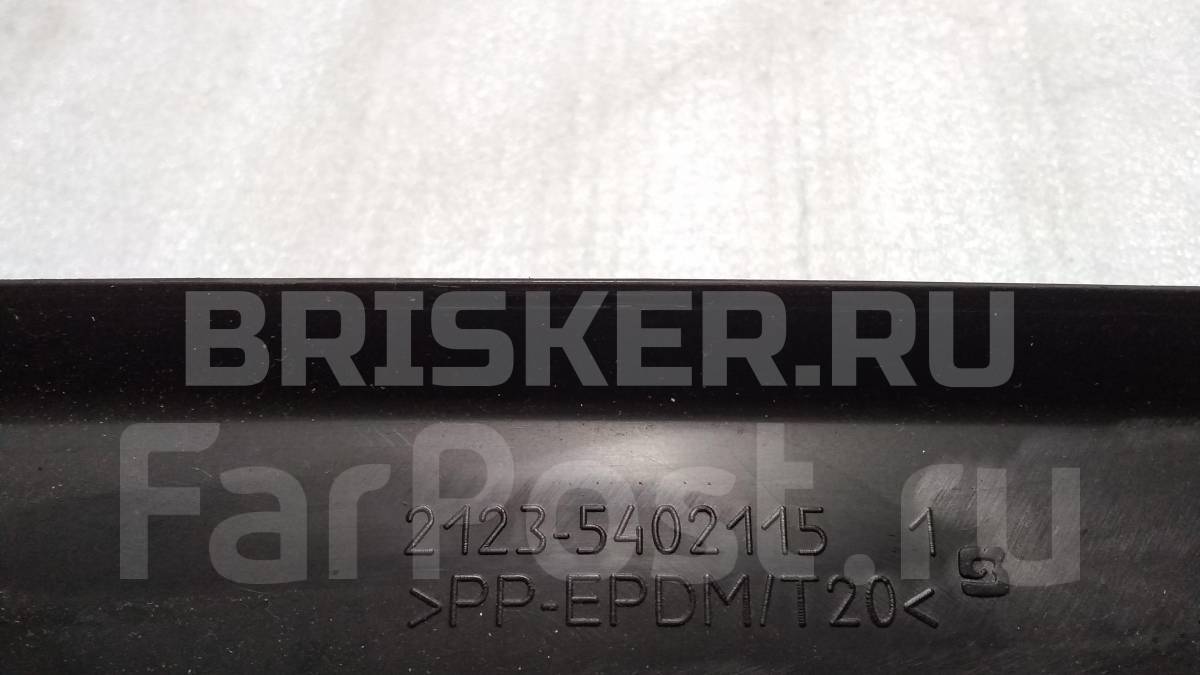 BRISKER.RU
FarPost.ru
2123-5402115 1
>PP-EPDM/T20<